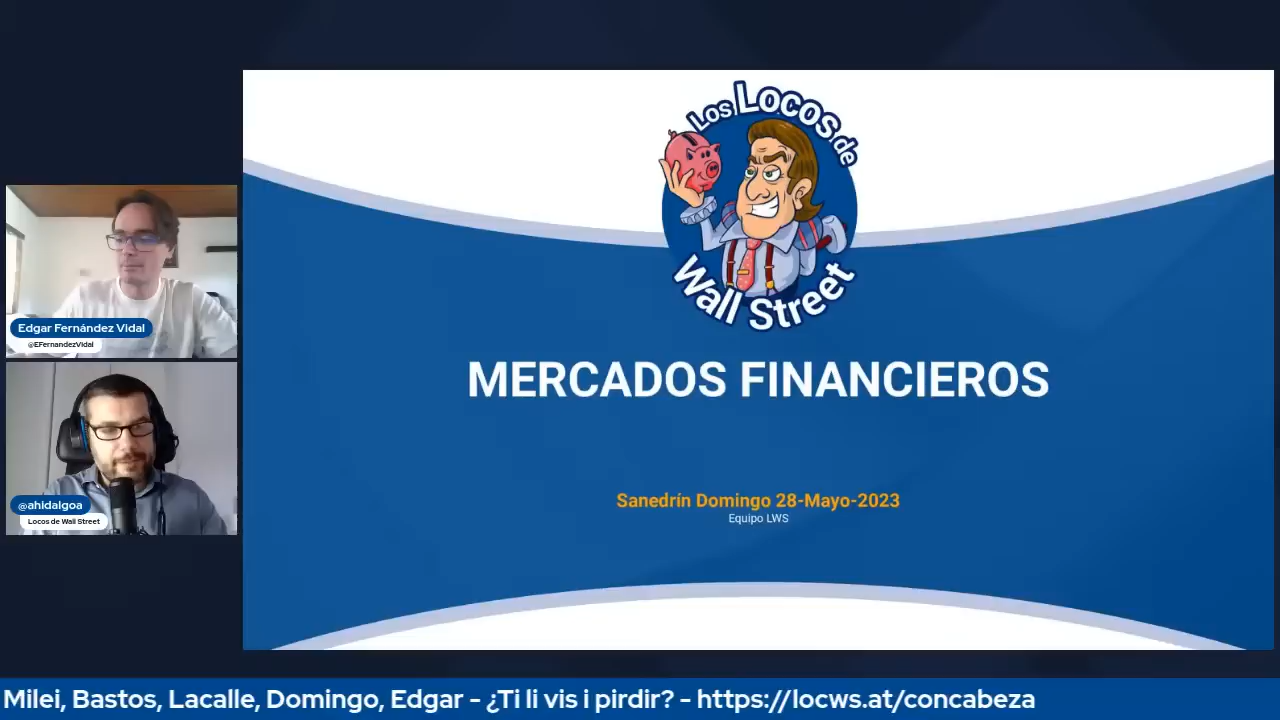 Los Locos de
Wall Street
MERCADOS FINANCIEROS
Sanedrín Domingo 28-Mayo-2023
Equipo LWS
Edgar Fernández Vidal
@EFernandezVidal
@ahidalgoa
Locos de Wall Street
Milei, Bastos, Lacalle, Domingo, Edgar - ¿Ti li vis i pirdir? - https://locws.at/concabeza